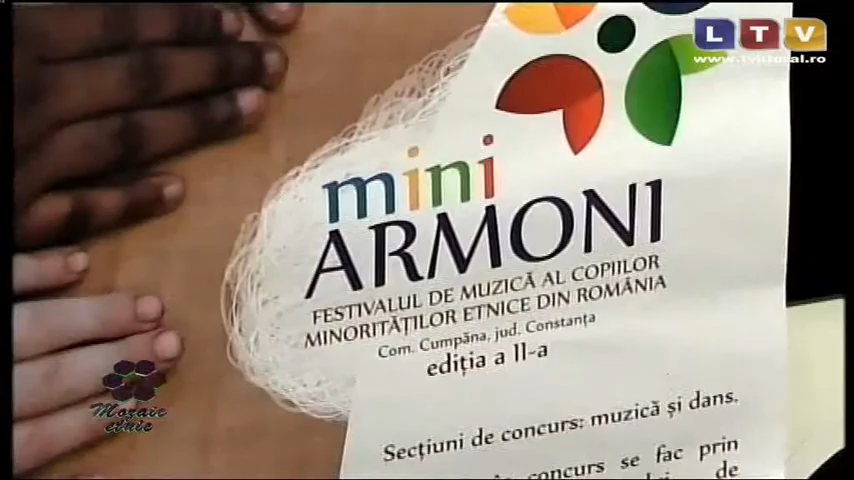 LTV
www.tvlitoral.ro
mini
ARMONI
FESTIVALUL DE MUZICĂ AL COPIILOR
MINORITĂȚILOR ETNICE DIN ROMÂNIA
Com. Cumpăna, jud. Constanța
ediția a II-a
Secțiuni de concurs: muzică și dans.
concurs se fac prin
de
Mozaic
etnic